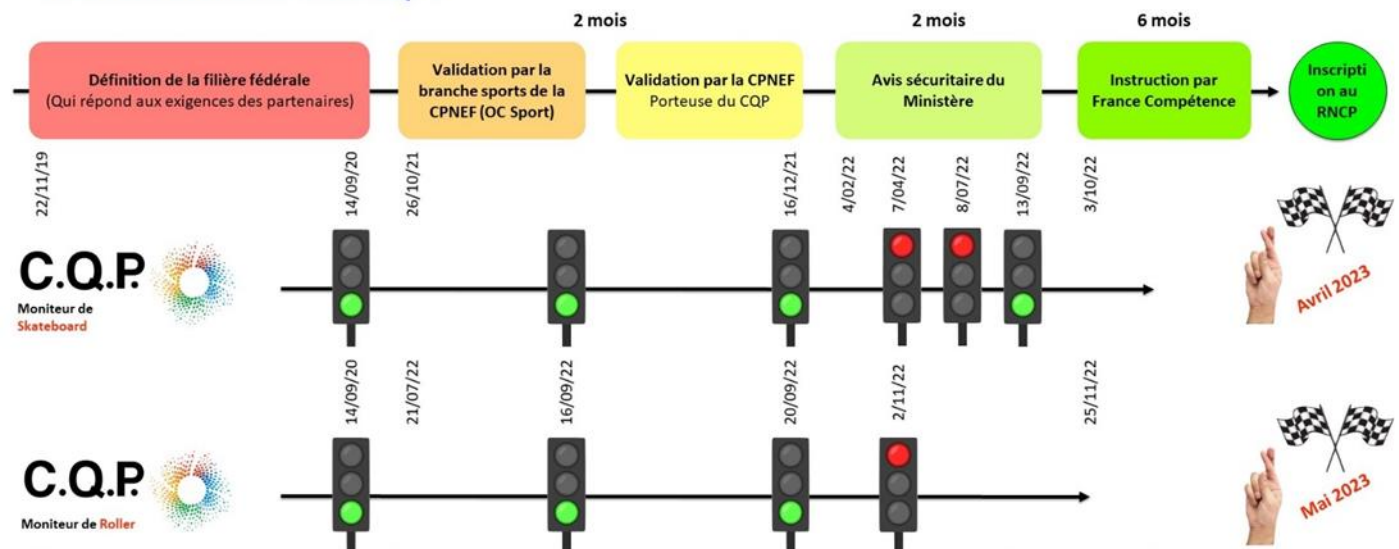 2 mois
2 mois
6 mois
Définition de la filière fédérale
(Qui répond aux exigences des partenaires)
Validation par la
branche sports de la
CPNEF (OC Sport)
Validation par la CPNEF
Porteuse du CQP
Avis sécuritaire du
Ministère
Instruction par
France Compétence
Inscripti
on au
RNCP
22/11/19
14/09/20
26/10/21
16/12/21
4/02/22
7/04/22
8/07/22
13/09/22
3/10/22
C.Q.P.
Moniteur de
Skateboard
Avril 2023
14/09/20
21/07/22
16/09/22
20/09/22
2/11/22
25/11/22
C.Q.P.
Moniteur de Roller
Mai 2023